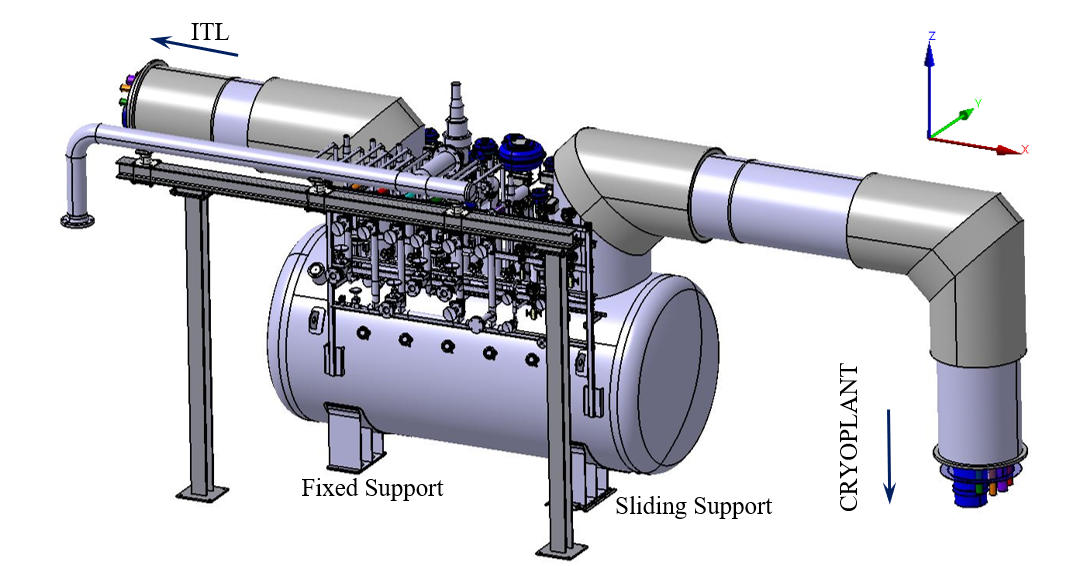 ITL
Z
Y
X
CRYOPLANT
Fixed Support
Sliding Support